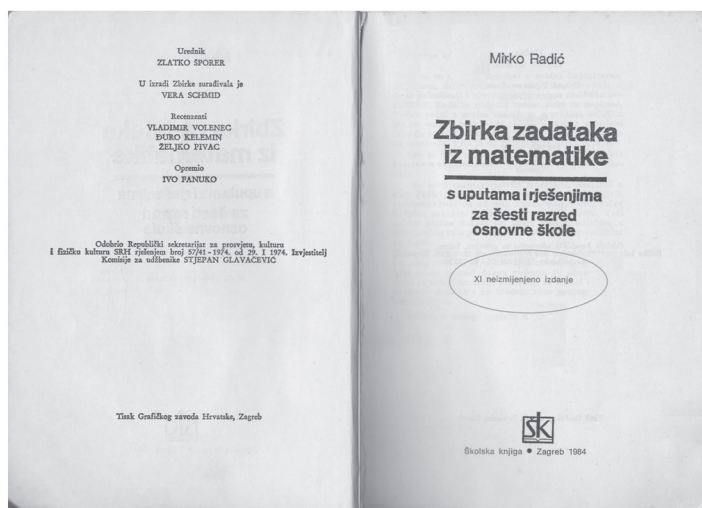 Urednik
ZLATKO ŠPORER
U izradi Zbirke surađivala je
VERA SCHMID
Recenzenti
VLADIMIR VOLENEC
ĐURO KELEMIN
ŽELJKO PIVAC
Opremio
IVO PANUKO
Odobrio Republički sekretarijat za prosvjetu, kulturu
i fizičku kulturu SRH rješenjem broj 57/41-1974. od 29. I 1974. Izvjestitelj
Komisije za udžbenike STJEPAN GLAVAČEVIĆ
Tisak Grafičkog zavoda Hrvatske, Zagreb
Mirko Radić
Zbirka zadataka
iz matematike
s uputama i rješenjima
za šesti razred
osnovne škole
XI neizmijenjeno izdanje
šk
Školska knjiga • Zagreb 1984